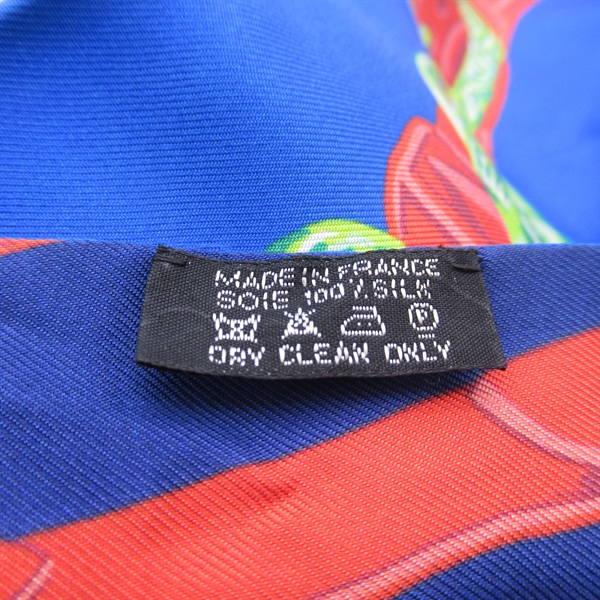 MADE IN FRANCE
SOIE 100% SILK
P
DRY CLEAN ONLY